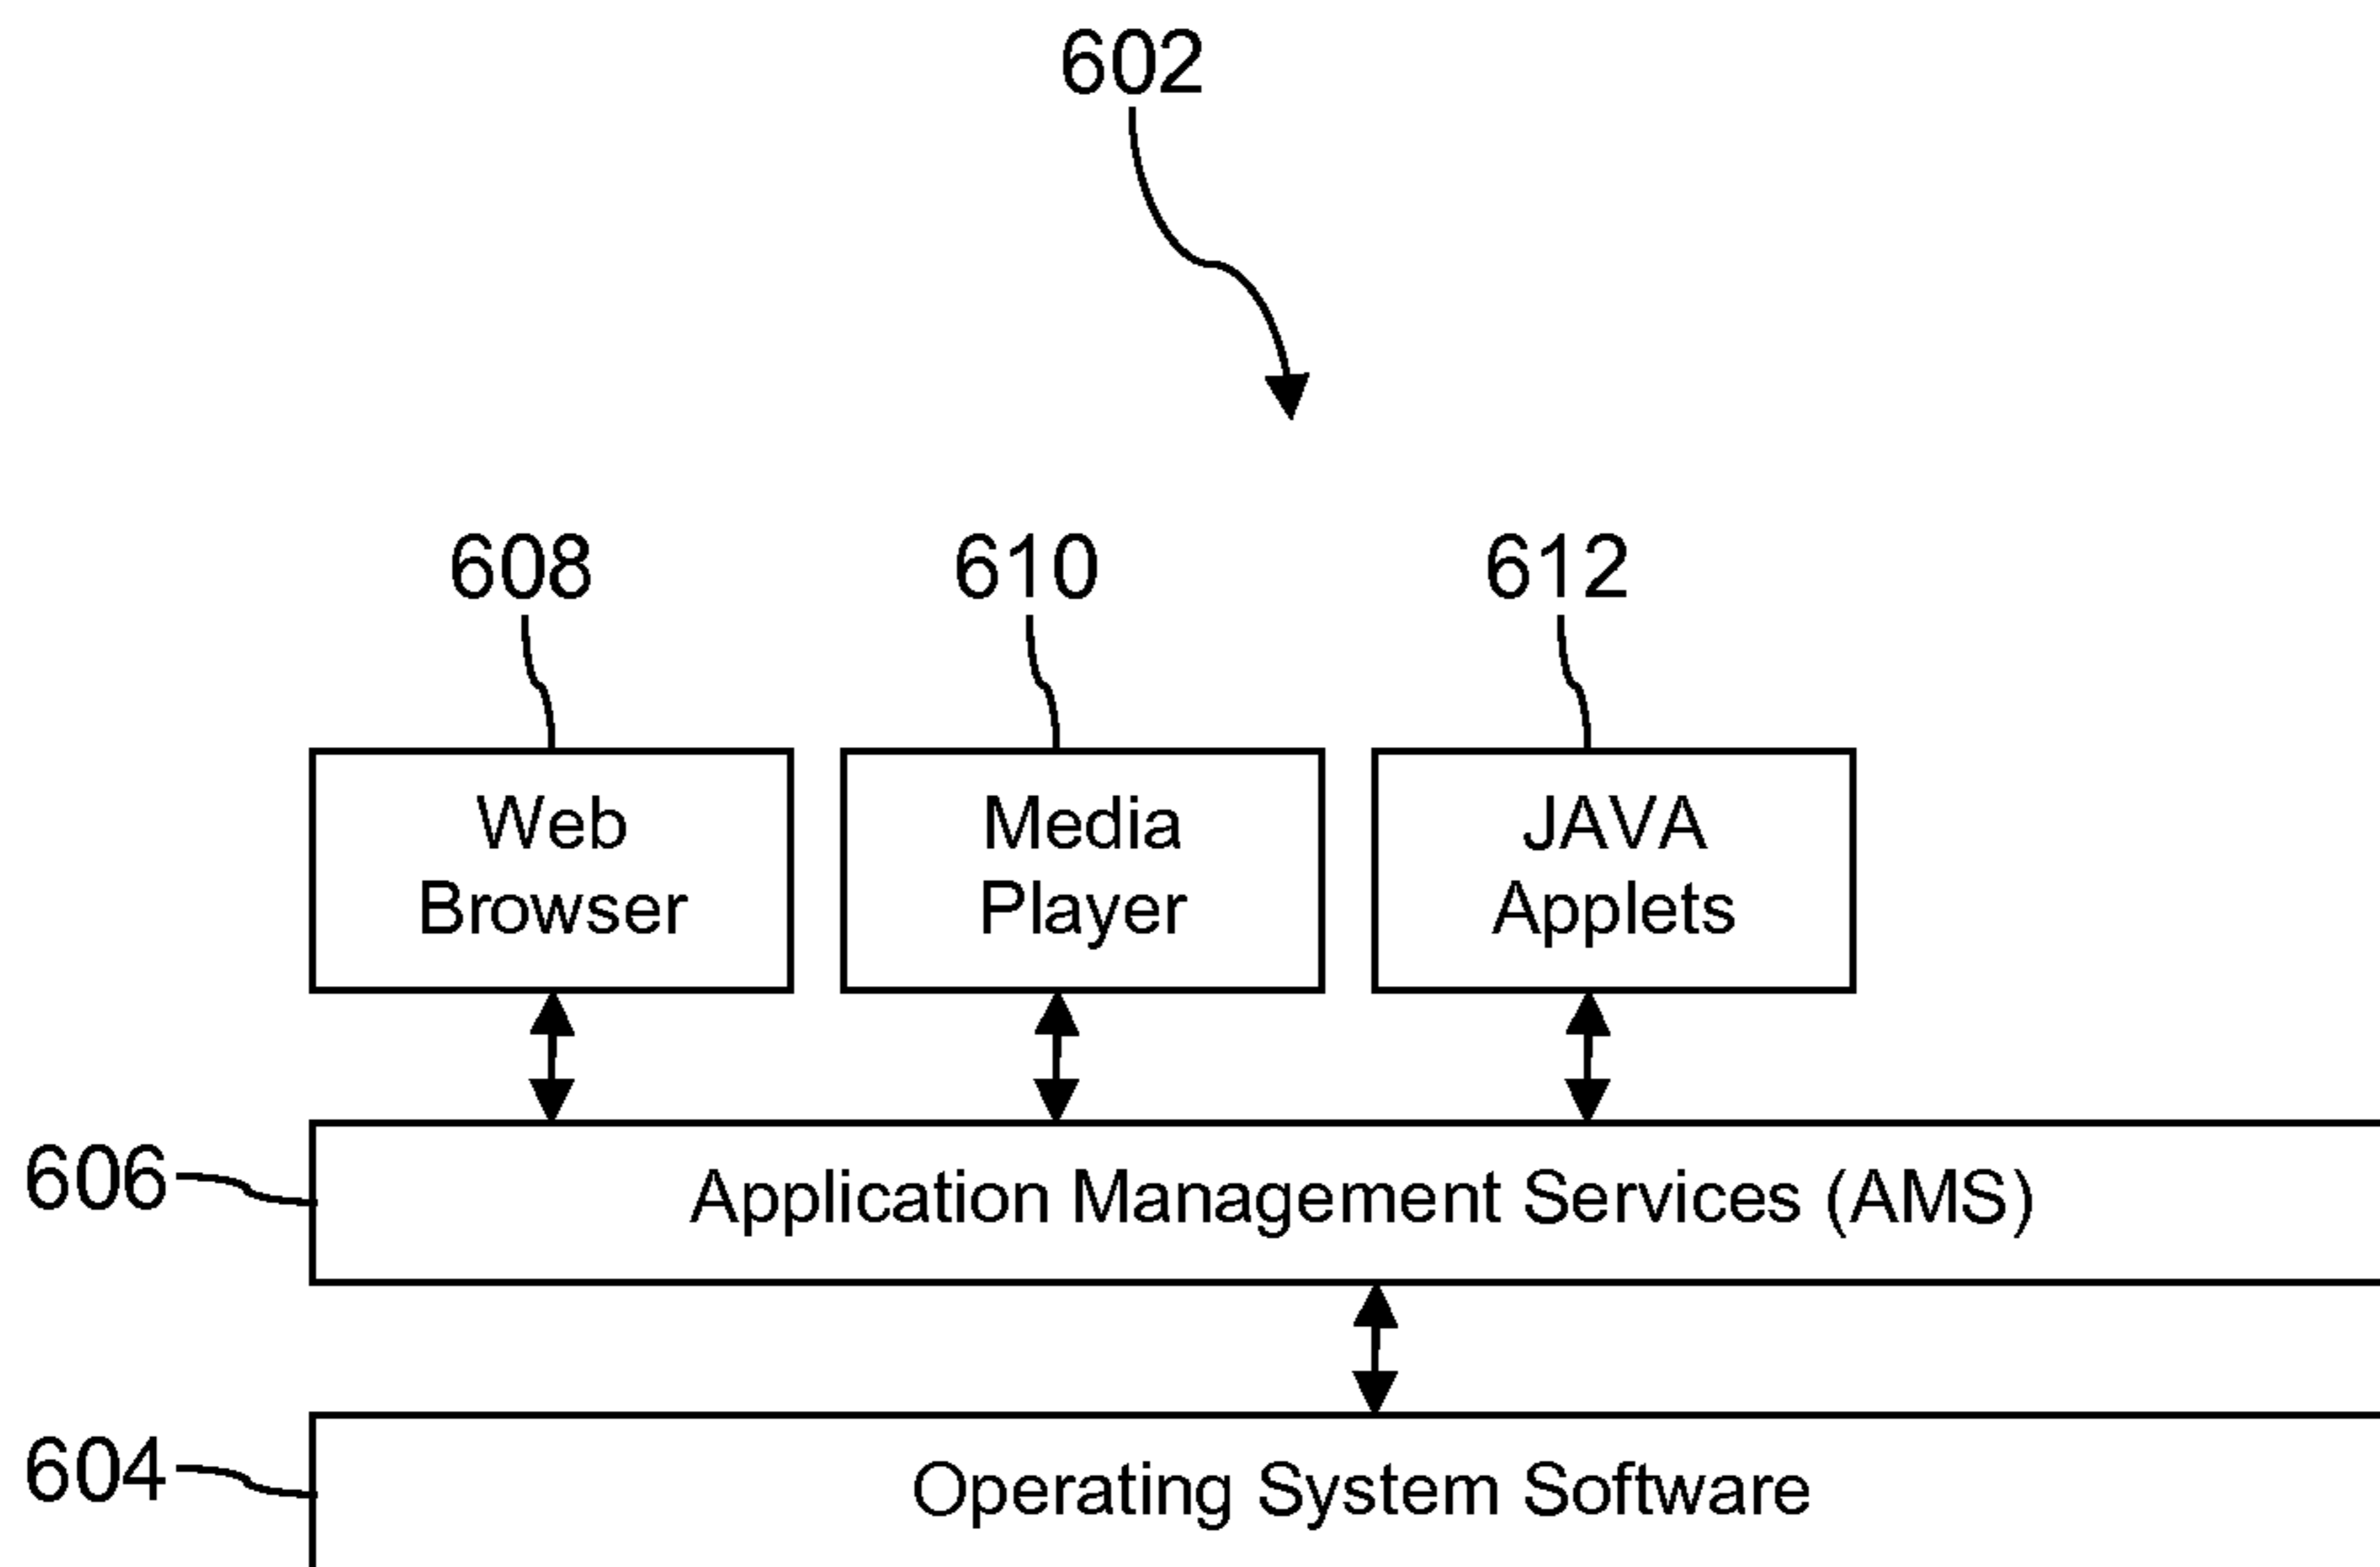 602
608
610
612
Web
Browser
Media
Player
JAVA
Applets
606
Application Management Services (AMS)
604
Operating System Software